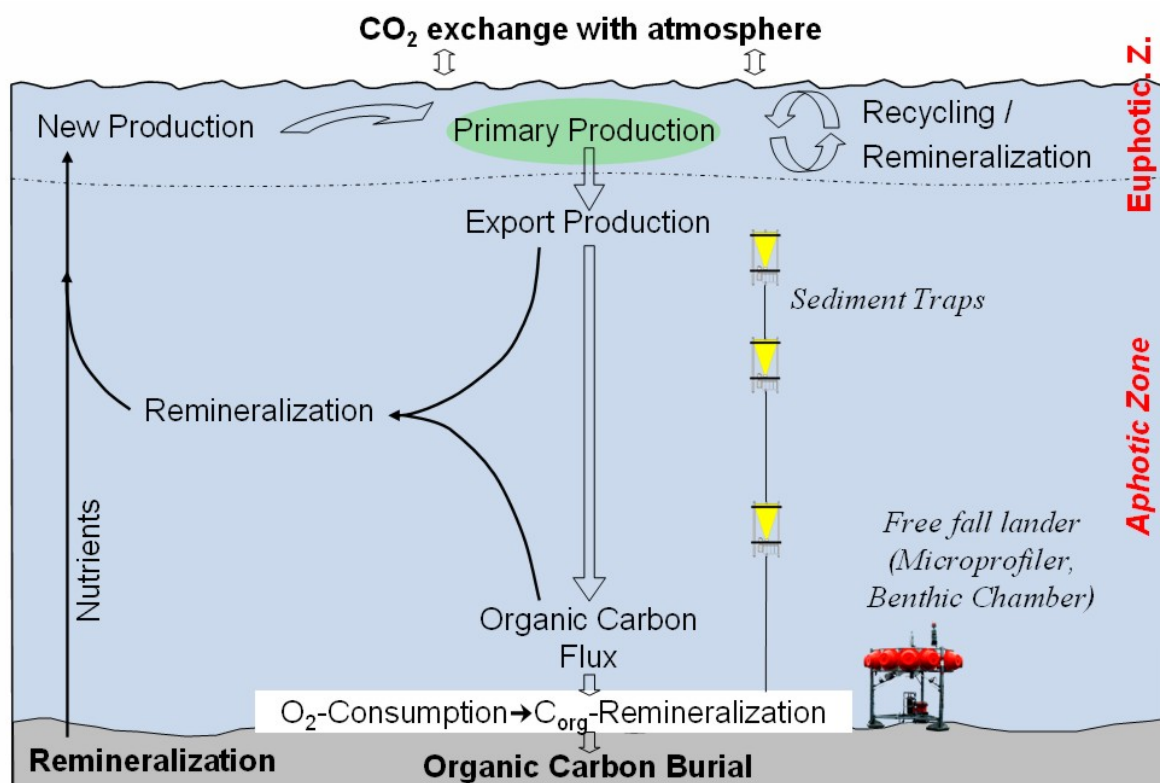 CO₂ exchange with atmosphere
Euphotic. Z.
New Production
Primary Production
Recycling /
Remineralization
Export Production
Sediment Traps
Aphotic Zone
Remineralization
Nutrients
Free fall lander
(Microprofiler,
Benthic Chamber)
Organic Carbon
Flux
O₂-Consumption→C_org-Remineralization
Remineralization
Organic Carbon Burial